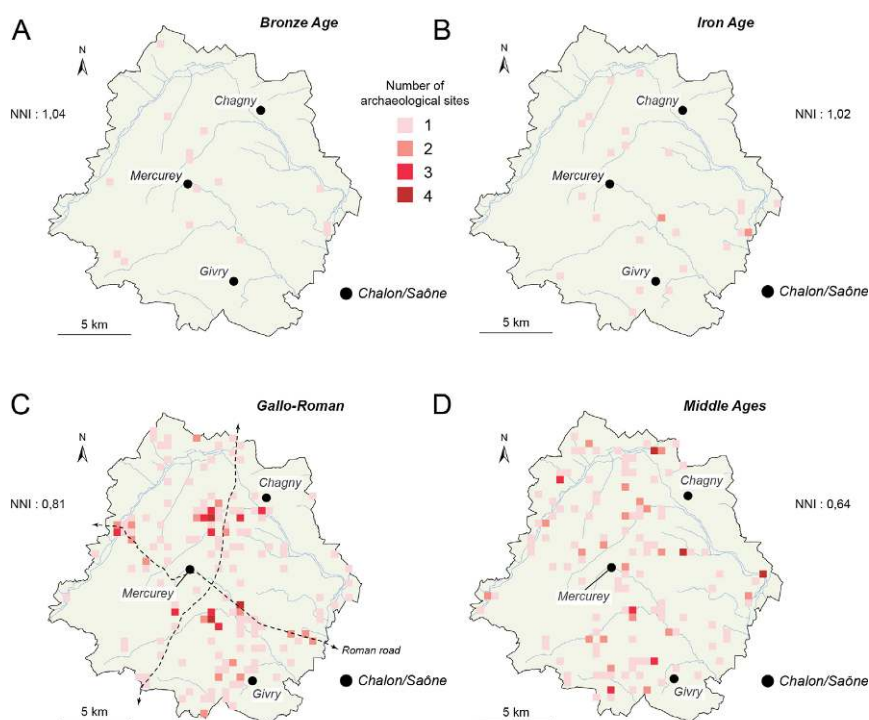 A
Bronze Age
N
NNI : 1,04
Chagny
Mercurey
Givry
Chalon/Saône
5 km
Number of
archaeological sites
1
2
3
4
B
Iron Age
N
Chagny
NNI : 1,02
Mercurey
Givry
Chalon/Saône
5 km
C
Gallo-Roman
N
NNI : 0,81
Chagny
Mercurey
Roman road
Givry
Chalon/Saône
5 km
D
Middle Ages
N
Chagny
NNI : 0,64
Mercurey
Givry
Chalon/Saône
5 km